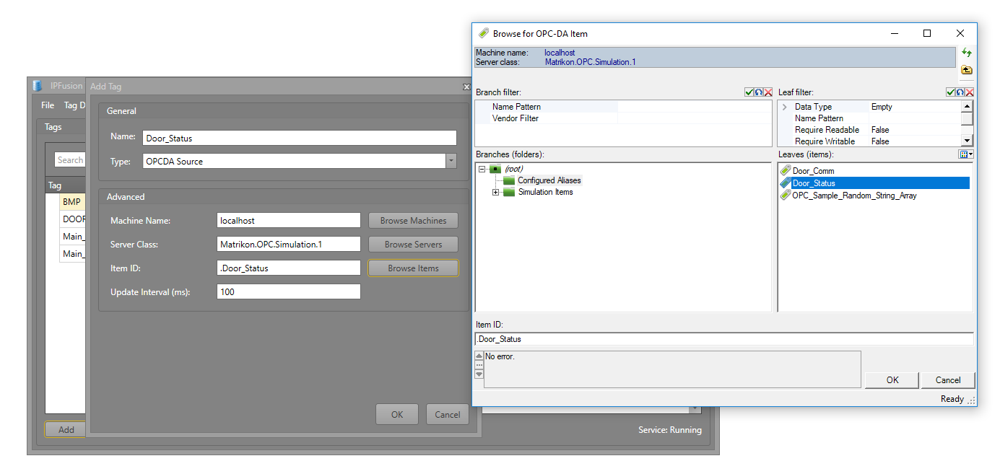 IPFusion
File Tag D
Tags
Search
Tag
BMP
DOOR
Main_
Main_
Add
Service: Running
Add Tag
General
Name: Door_Status
Type: OPCDA Source
Advanced
Machine Name: localhost Browse Machines
Server Class: Matrikon.OPC.Simulation.1 Browse Servers
Item ID: .Door_Status Browse Items
Update Interval (ms): 100
OK Cancel
Browse for OPC-DA Item
Machine name: localhost
Server class: Matrikon.OPC.Simulation.1
Branch filter:
Name Pattern
Vendor Filter
Leaf filter:
Data Type Empty
Name Pattern
Require Readable False
Require Writable False
Branches (folders):
(root)
Configured Aliases
Simulation Items
Leaves (items):
Door_Comm
Door_Status
OPC_Sample_Random_String_Array
Item ID:
.Door_Status
No error.
OK Cancel
Ready